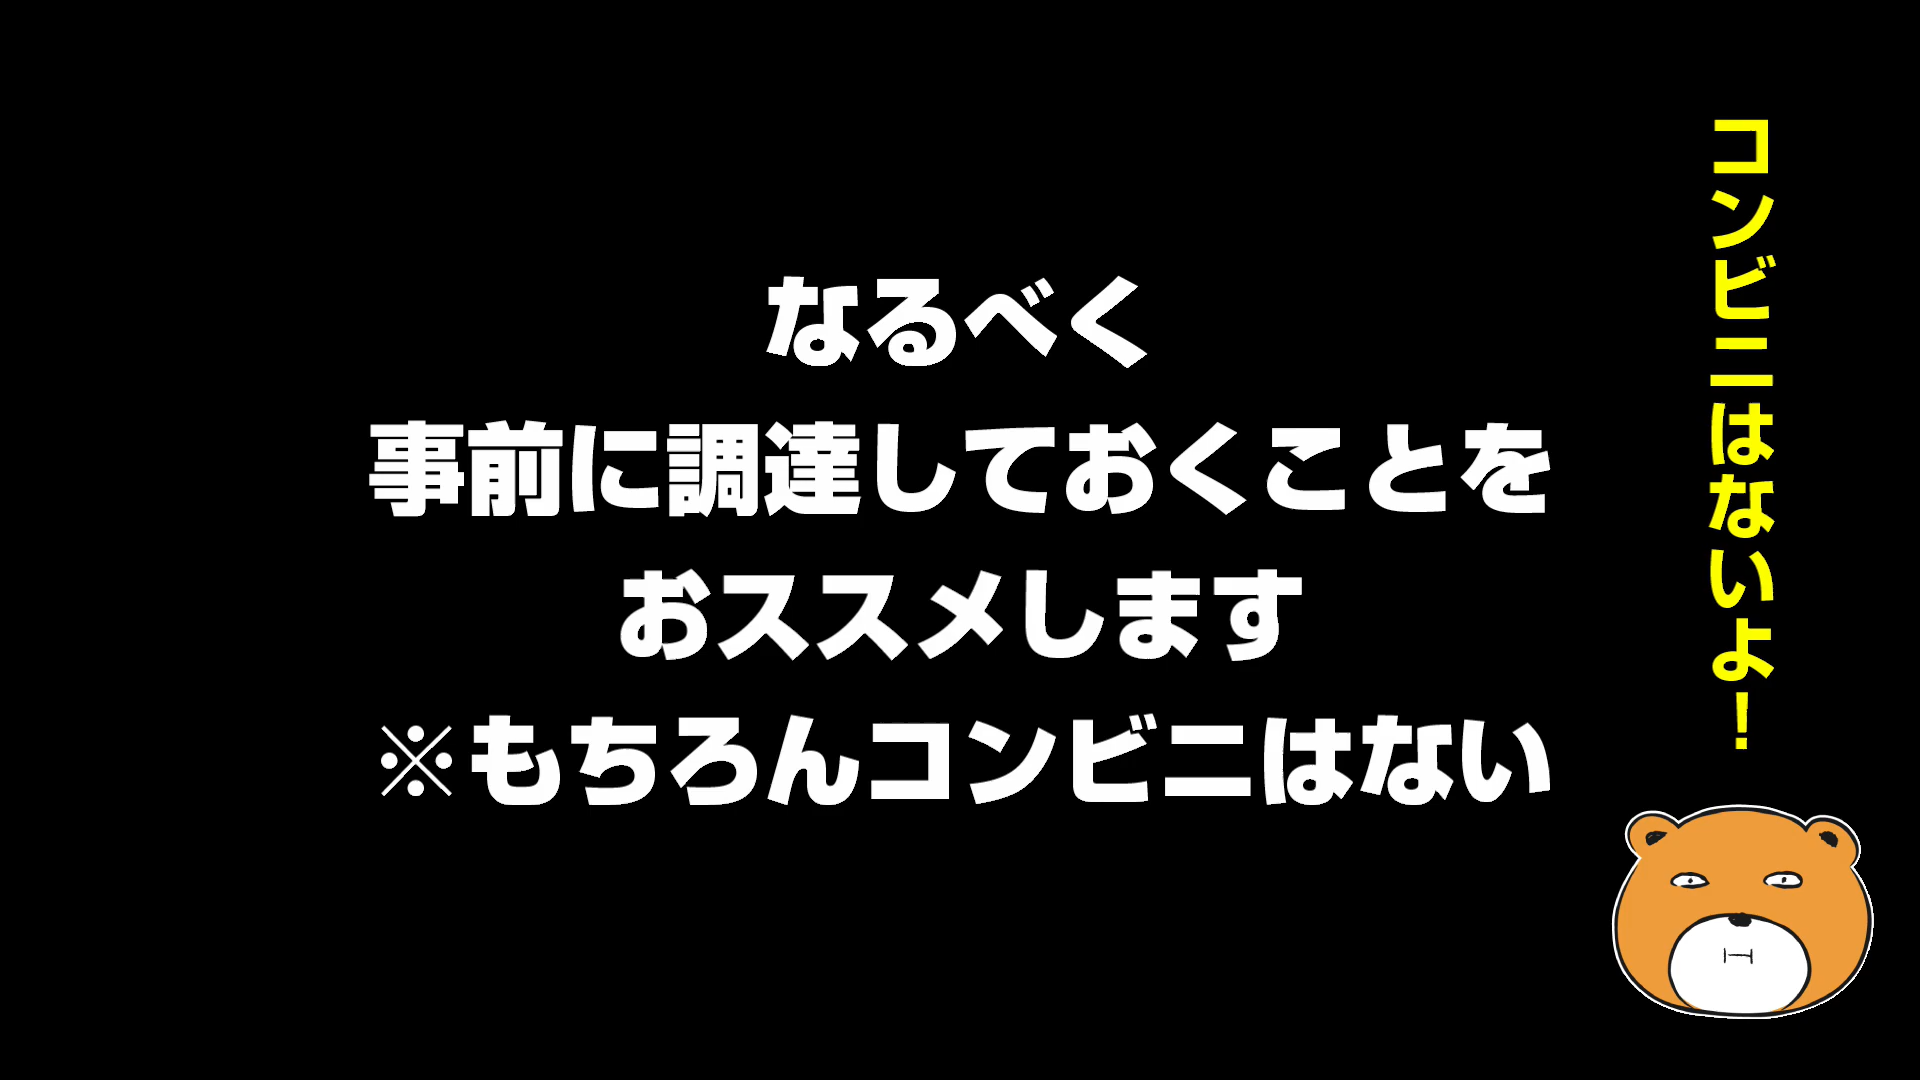 なるべく
事前に調達しておくことを
おススメします
※もちろんコンビニはない
コンビニはないよ！